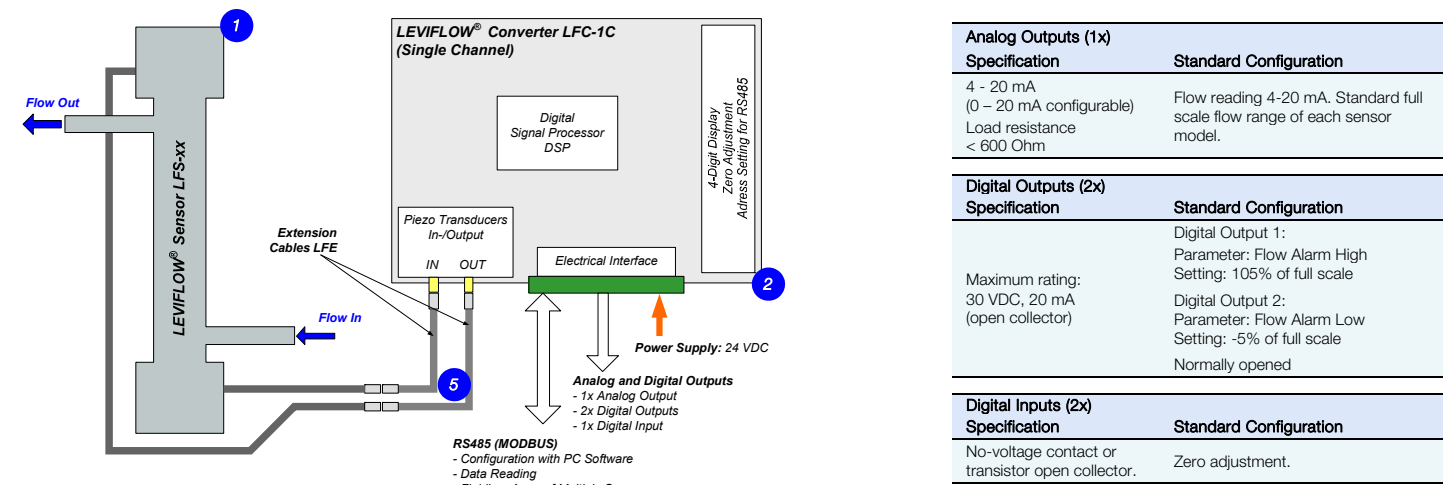 1
LEVIFLOW® Converter LFC-1C
(Single Channel)
Flow Out
Digital
Signal Processor
DSP
4-Digit Display
Zero Adjustment
Adress Setting for RS485
LEVIFLOW® Sensor LFS-xx
Piezo Transducers
In-/Output
IN OUT
Extension
Cables LFE
Electrical Interface
2
Flow In
Power Supply: 24 VDC
5
Analog and Digital Outputs
- 1x Analog Output
- 2x Digital Outputs
- 1x Digital Input
RS485 (MODBUS)
- Configuration with PC Software
- Data Reading
Analog Outputs (1x)
Specification Standard Configuration
4 - 20 mA
(0 – 20 mA configurable)
Load resistance
< 600 Ohm
Flow reading 4-20 mA. Standard full
scale flow range of each sensor
model.
Digital Outputs (2x)
Specification Standard Configuration
Maximum rating:
30 VDC, 20 mA
(open collector)
Digital Output 1:
Parameter: Flow Alarm High
Setting: 105% of full scale
Digital Output 2:
Parameter: Flow Alarm Low
Setting: -5% of full scale
Normally opened
Digital Inputs (2x)
Specification Standard Configuration
No-voltage contact or
transistor open collector.
Zero adjustment.